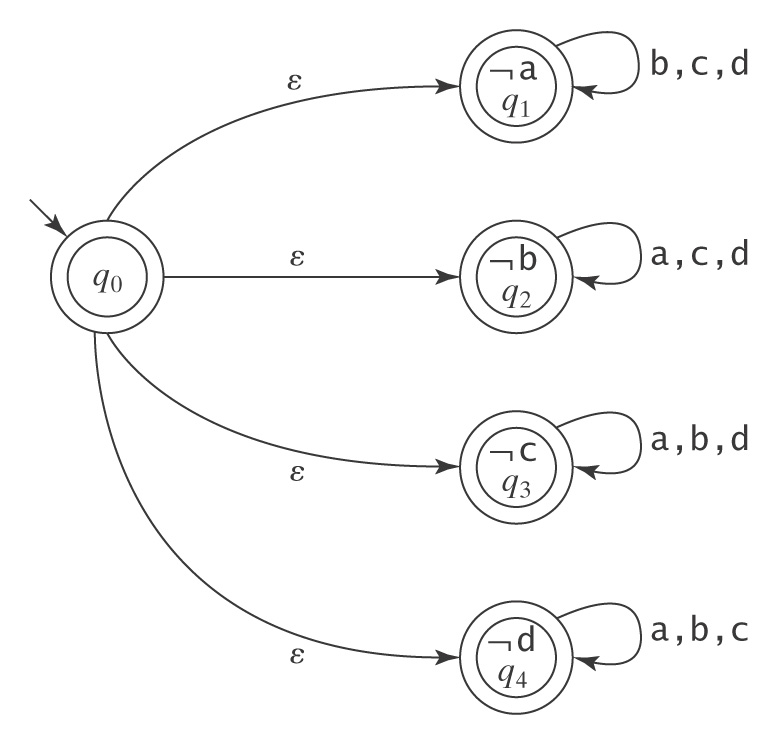 ε
¬a
q1
b,c,d
q0
ε
¬b
q2
a,c,d
ε
¬c
q3
a,b,d
ε
¬d
q4
a,b,c